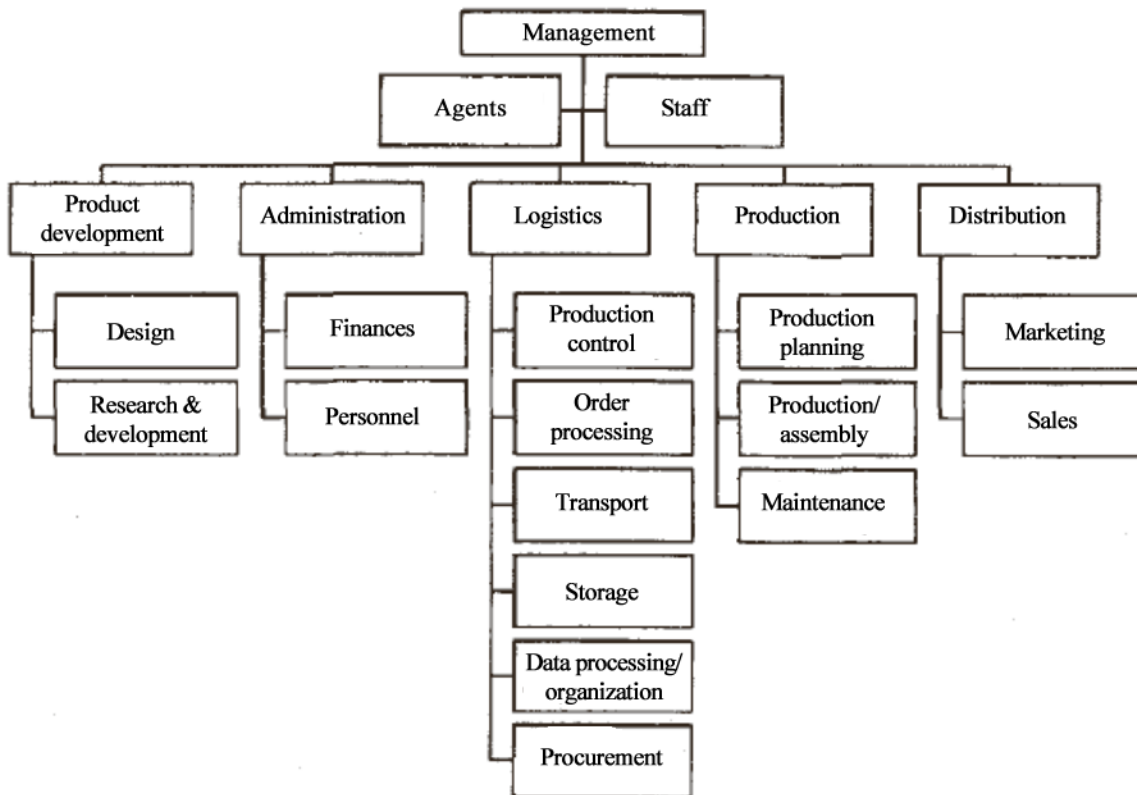 Management
Agents
Staff
Product
development
Administration
Logistics
Production
Distribution
Design
Research &
development
Finances
Personnel
Production
control
Order
processing
Transport
Storage
Data processing/
organization
Procurement
Production
planning
Production/
assembly
Maintenance
Marketing
Sales